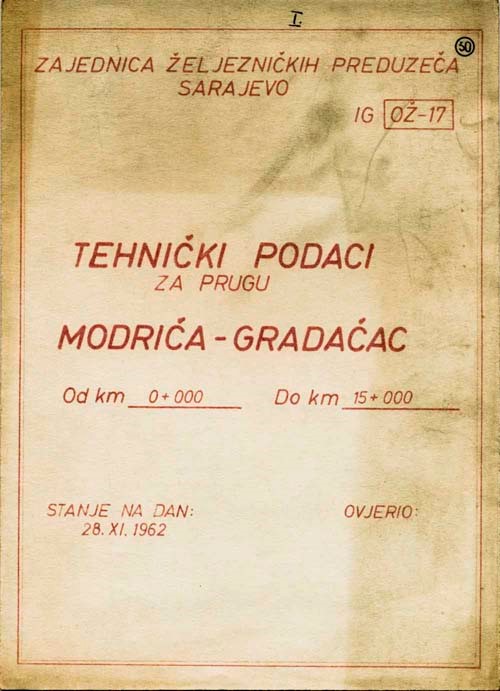 I.
50
ZAJEDNICA ŽELJEZNIČKIH PREDUZEĆA
SARAJEVO
IG OŽ-17
TEHNIČKI PODACI
ZA PRUGU
MODRIĆA-GRADAĆAC
Od km 0+000 Do km 15+000
STANJE NA DAN: OVJERIO:
28.XI.1962